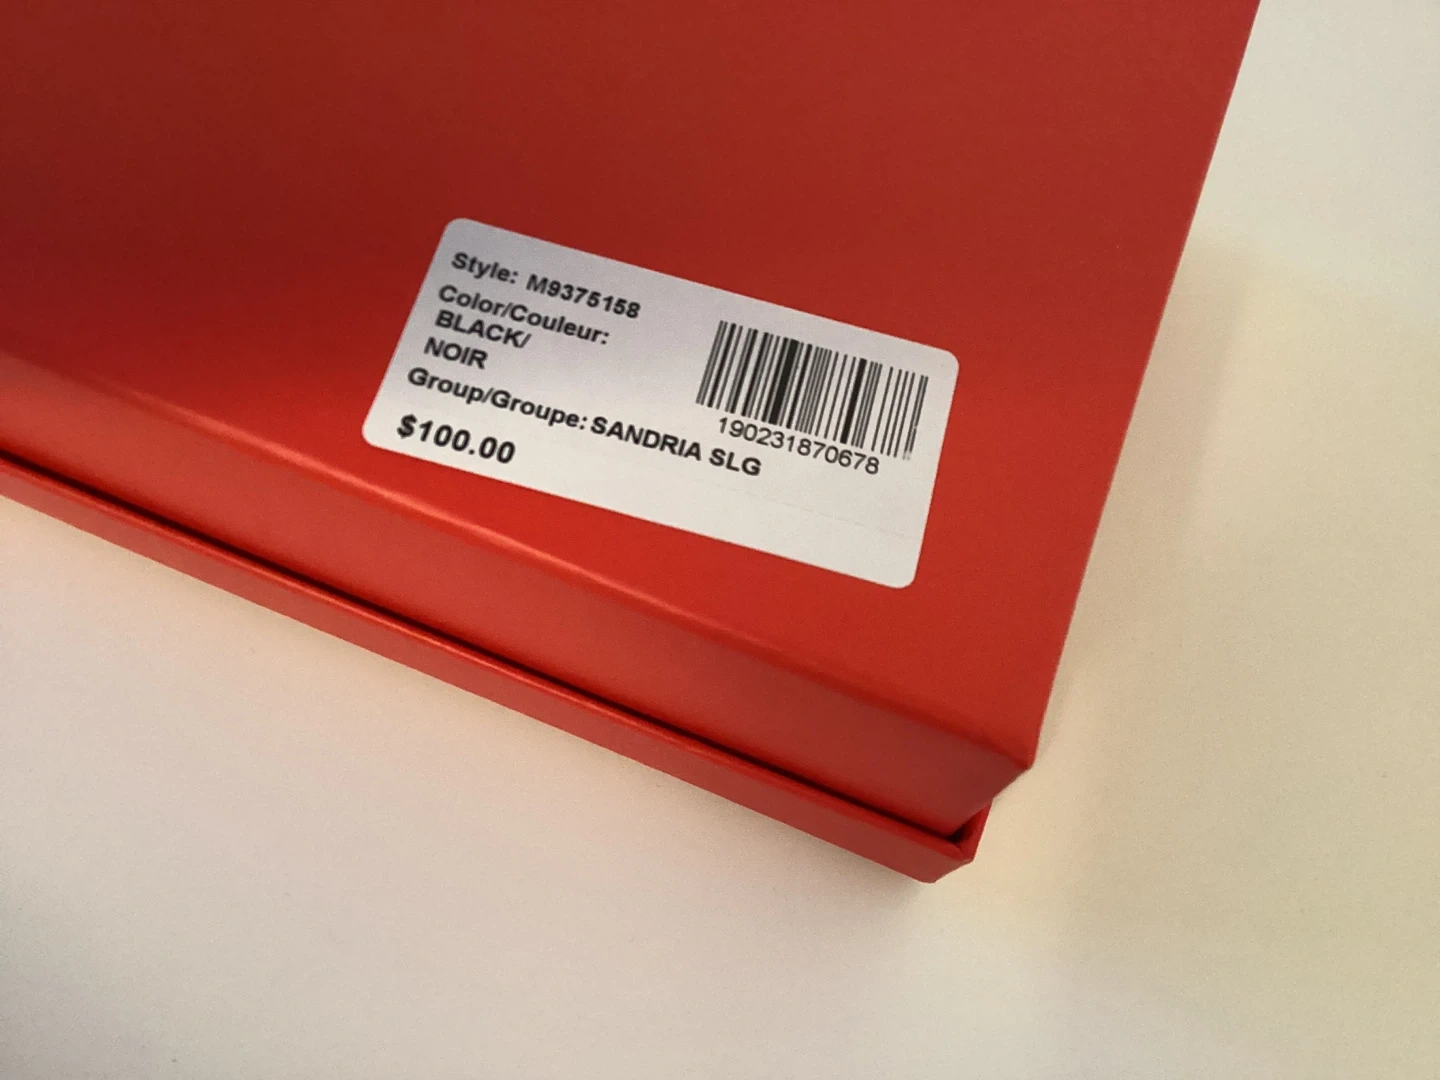 Style: M9375158
Color/Couleur:
BLACK/
NOIR
Group/Groupe: SANDRIA SLG
$100.00
190231870678